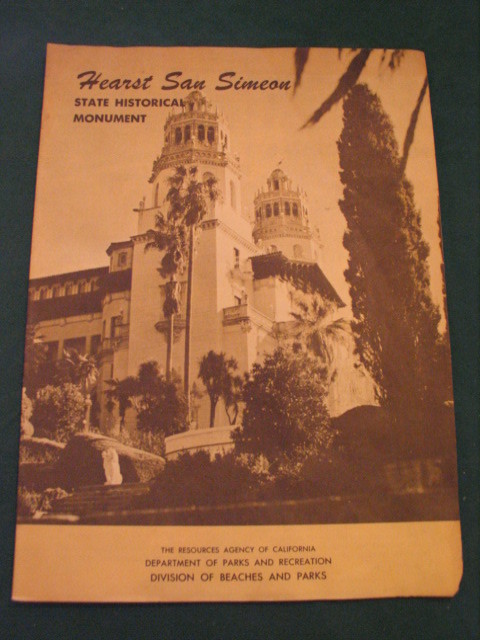 Hearst San Simeon
STATE HISTORICAL
MONUMENT
THE RESOURCES AGENCY OF CALIFORNIA
DEPARTMENT OF PARKS AND RECREATION
DIVISION OF BEACHES AND PARKS